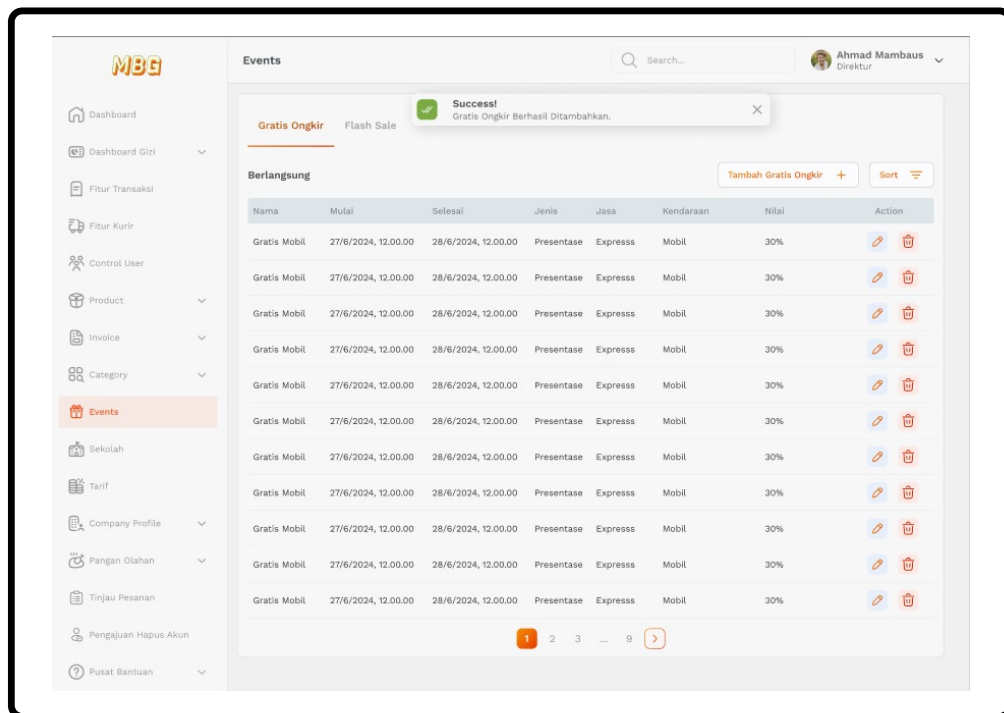 MBG
Events
Search...
Ahmad Mambaus
Direktur
Dashboard
Dashboard Gizi
Fitur Transaksi
Fitur Kurir
Control User
Product
Invoice
Category
Events
Sekolah
Tarif
Company Profile
Pangan Olahan
Tinjau Pesanan
Pengajuan Hapus Akun
Pusat Bantuan
Success!
Gratis Ongkir Berhasil Ditambahkan.
Gratis Ongkir Flash Sale
Berlangsung
Tambah Gratis Ongkir +
Sort
Nama Mulai Selesai Jenis Jasa Kendaraan Nilai Action
Gratis Mobil 27/6/2024, 12.00.00 28/6/2024, 12.00.00 Presentase Expresss Mobil 30%
Gratis Mobil 27/6/2024, 12.00.00 28/6/2024, 12.00.00 Presentase Expresss Mobil 30%
Gratis Mobil 27/6/2024, 12.00.00 28/6/2024, 12.00.00 Presentase Expresss Mobil 30%
Gratis Mobil 27/6/2024, 12.00.00 28/6/2024, 12.00.00 Presentase Expresss Mobil 30%
Gratis Mobil 27/6/2024, 12.00.00 28/6/2024, 12.00.00 Presentase Expresss Mobil 30%
Gratis Mobil 27/6/2024, 12.00.00 28/6/2024, 12.00.00 Presentase Expresss Mobil 30%
Gratis Mobil 27/6/2024, 12.00.00 28/6/2024, 12.00.00 Presentase Expresss Mobil 30%
Gratis Mobil 27/6/2024, 12.00.00 28/6/2024, 12.00.00 Presentase Expresss Mobil 30%
Gratis Mobil 27/6/2024, 12.00.00 28/6/2024, 12.00.00 Presentase Expresss Mobil 30%
Gratis Mobil 27/6/2024, 12.00.00 28/6/2024, 12.00.00 Presentase Expresss Mobil 30%
Gratis Mobil 27/6/2024, 12.00.00 28/6/2024, 12.00.00 Presentase Expresss Mobil 30%
1 2 3 ... 9 >